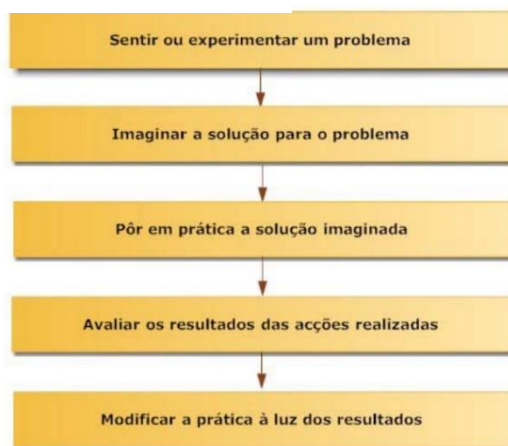 Sentir ou experimentar um problema
Imaginar a solução para o problema
Pôr em prática a solução imaginada
Avaliar os resultados das acções realizadas
Modificar a prática à luz dos resultados